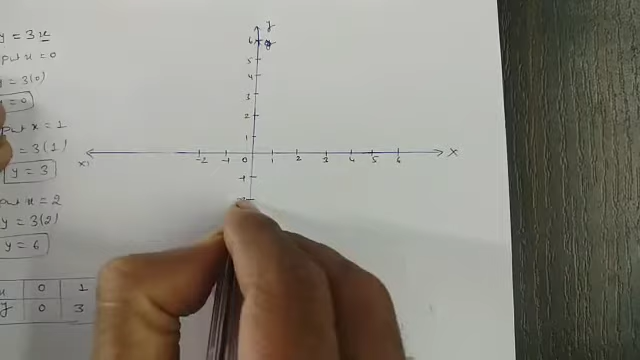 y = 3x
put x = 0
y = 3(0)
y = 0
put x = 1
= 3(1)
y = 3
put x = 2
y = 3(2)
y = 6
x 0 1
y 0 3
y
6
5
4
3
2
1
x' -2 -1 0 1 2 3 4 5 6 X
-1